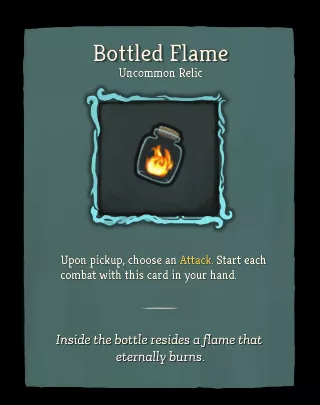 Bottled Flame
Uncommon Relic
Upon pickup, choose an Attack. Start each
combat with this card in your hand.
Inside the bottle resides a flame that
eternally burns.